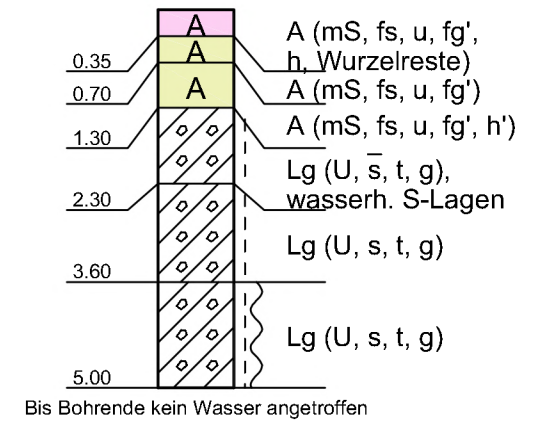 A
A (mS, fs, u, fg',
h, Wurzelreste)
0.35
A
A (mS, fs, u, fg')
0.70
A
A (mS, fs, u, fg', h')
1.30
Lg (U, s̅, t, g),
wasserh. S-Lagen
2.30
Lg (U, s, t, g)
3.60
Lg (U, s, t, g)
5.00
Bis Bohrende kein Wasser angetroffen